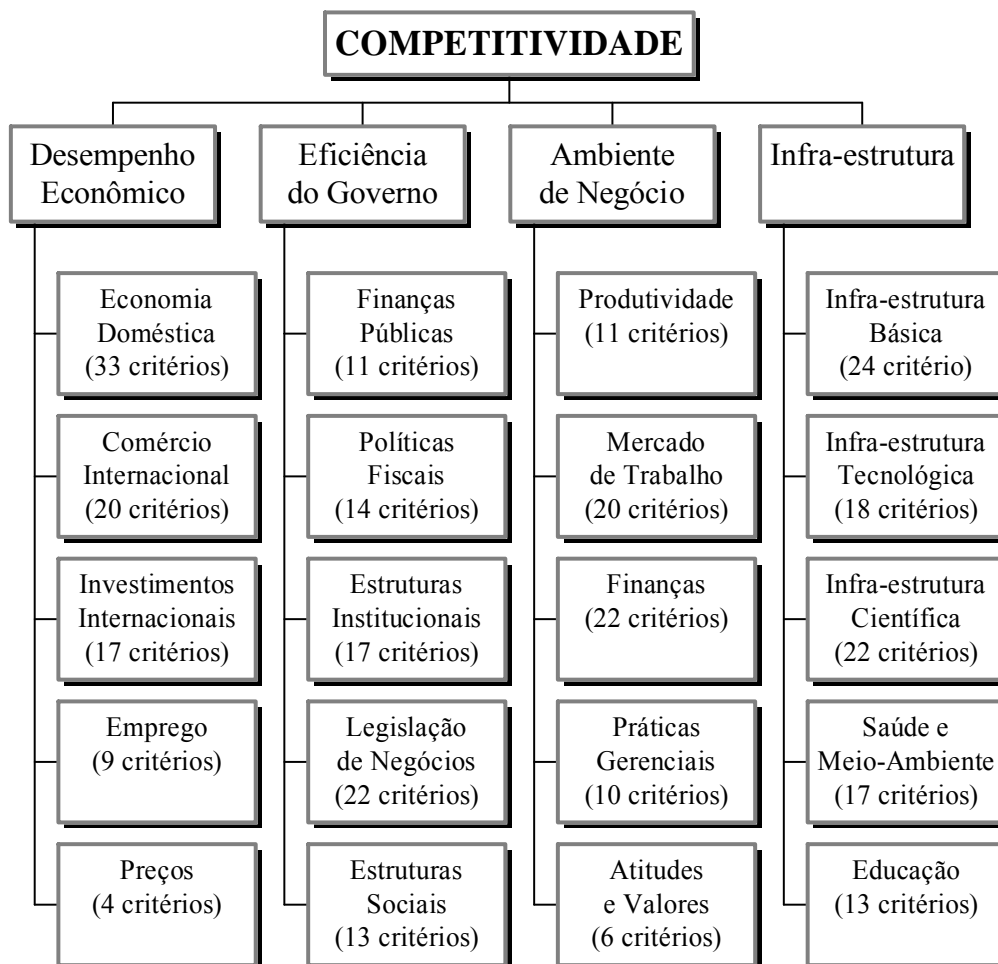 COMPETITIVIDADE
Desempenho
Econômico
Economia
Doméstica
(33 critérios)
Comércio
Internacional
(20 critérios)
Investimentos
Internacionais
(17 critérios)
Emprego
(9 critérios)
Preços
(4 critérios)
Eficiência
do Governo
Finanças
Públicas
(11 critérios)
Políticas
Fiscais
(14 critérios)
Estruturas
Institucionais
(17 critérios)
Legislação
de Negócios
(22 critérios)
Estruturas
Sociais
(13 critérios)
Ambiente
de Negócio
Produtividade
(11 critérios)
Mercado
de Trabalho
(20 critérios)
Finanças
(22 critérios)
Práticas
Gerenciais
(10 critérios)
Atitudes
e Valores
(6 critérios)
Infra-estrutura
Infra-estrutura
Básica
(24 critério)
Infra-estrutura
Tecnológica
(18 critérios)
Infra-estrutura
Científica
(22 critérios)
Saúde e
Meio-Ambiente
(17 critérios)
Educação
(13 critérios)